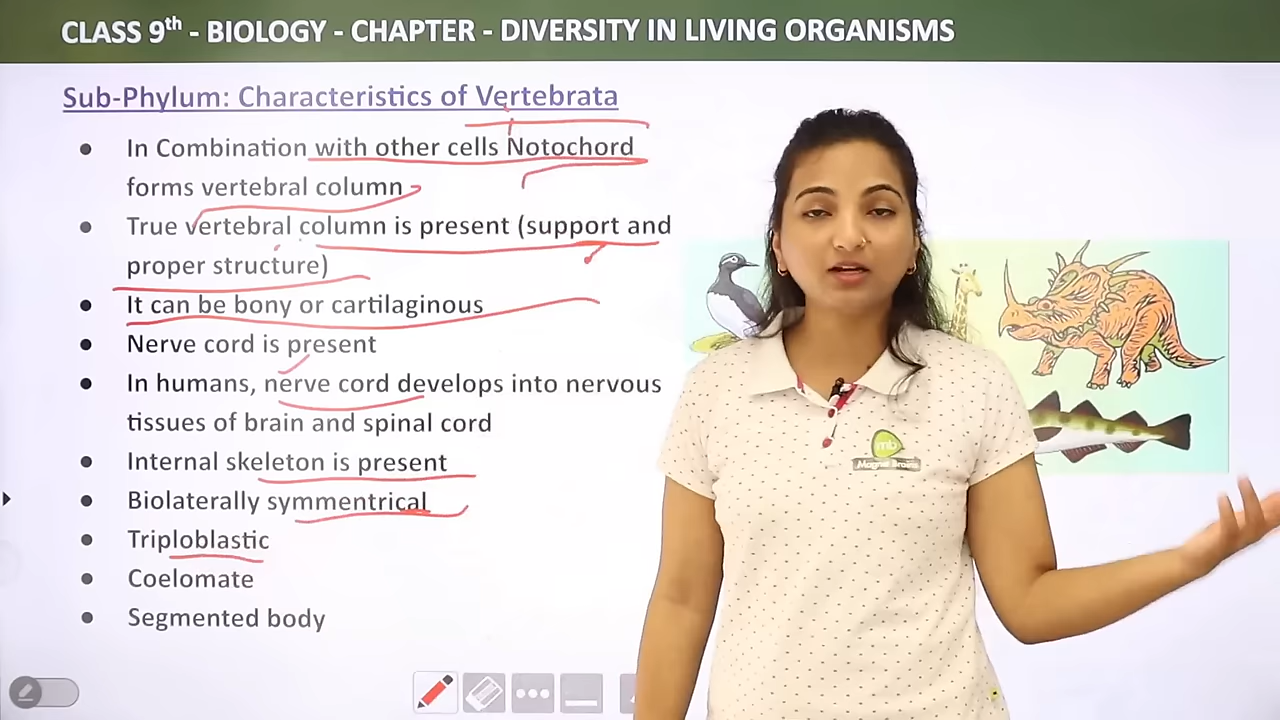 CLASS 9th - BIOLOGY - CHAPTER - DIVERSITY IN LIVING ORGANISMS
Sub-Phylum: Characteristics of Vertebrata
● In Combination with other cells Notochord
forms vertebral column
● True vertebral column is present (support and
proper structure)
● It can be bony or cartilaginous
● Nerve cord is present
● In humans, nerve cord develops into nervous
tissues of brain and spinal cord
● Internal skeleton is present
● Biolaterally symmentrical
● Triploblastic
● Coelomate
● Segmented body
mb
Magnet Brains